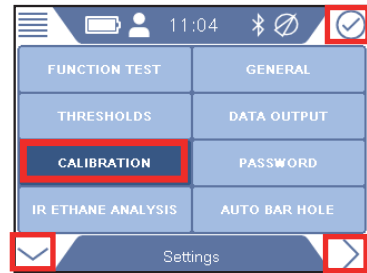 11:04
FUNCTION TEST GENERAL
THRESHOLDS DATA OUTPUT
CALIBRATION PASSWORD
IR ETHANE ANALYSIS AUTO BAR HOLE
Settings